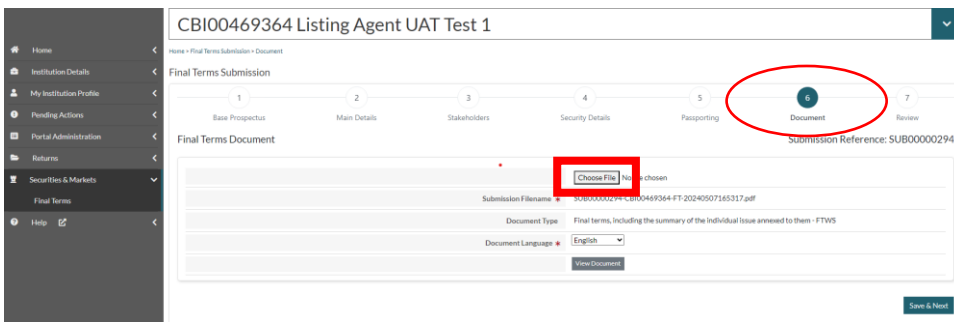 CBI00469364 Listing Agent UAT Test 1
Home
Institution Details
My Institution Profile
Pending Actions
Portal Administration
Returns
Securities & Markets
Final Terms
Help
Home > Final Terms Submission > Document
Final Terms Submission
1 2 3 4 5 6 7
Base Prospectus Main Details Stakeholders Security Details Passporting Document Review
Final Terms Document Submission Reference: SUB00000294
* Choose File chosen
Submission Filename * SUB00000294-CBI00469364-FT-20240507165317.pdf
Document Type Final terms, including the summary of the individual issue annexed to them - FTWS
Document Language * English
View Document
Save & Next